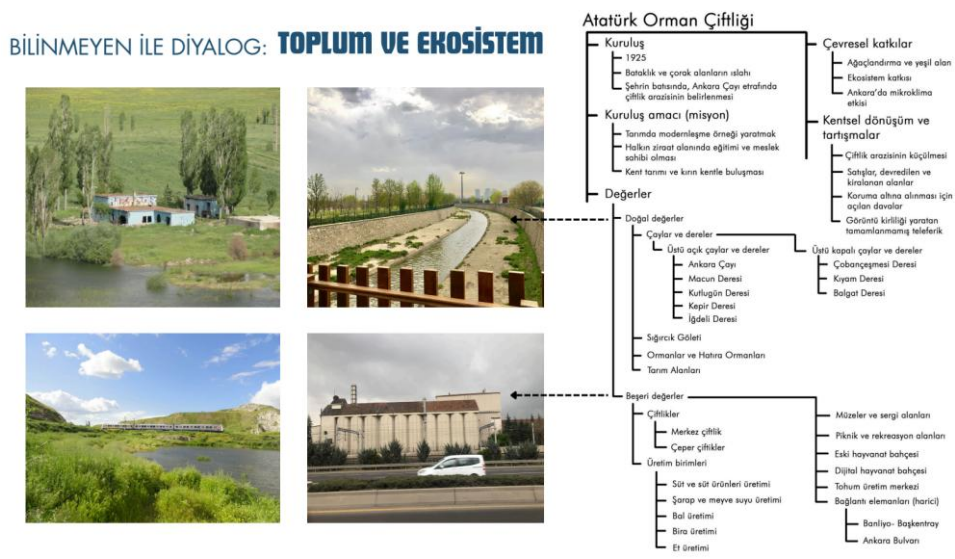 BİLİNMEYEN İLE DİYALOG: TOPLUM VE EKOSİSTEM
Atatürk Orman Çiftliği
Kuruluş
1925
Bataklık ve çorak alanların ıslahı
Şehrin batısında, Ankara Çayı etrafında
çiftlik arazisinin belirlenmesi
Kuruluş amacı (misyon)
Tarımda modernleşme örneği yaratmak
Halkın ziraat alanında eğitimi ve meslek
sahibi olması
Kent tarımı ve kırın kentle buluşması
Değerler
Doğal değerler
Çaylar ve dereler
Üstü açık çaylar ve dereler
Ankara Çayı
Macun Deresi
Kutlugün Deresi
Kepir Deresi
İğdeli Deresi
Üstü kapalı çaylar ve dereler
Çobançeşmesi Deresi
Kıyam Deresi
Balgat Deresi
Sığırcık Göleti
Ormanlar ve Hatıra Ormanları
Tarım Alanları
Beşeri değerler
Çiftlikler
Merkez çiftlik
Çeper çiftikler
Üretim birimleri
Süt ve süt ürünleri üretimi
Şarap ve meyve suyu üretimi
Bal üretimi
Bira üretimi
Et üretimi
Müzeler ve sergi alanları
Piknik ve rekreasyon alanları
Eski hayvanat bahçesi
Dijital hayvanat bahçesi
Tohum üretim merkezi
Bağlantı elemanları (harici)
Banliyo- Başkentray
Ankara Bulvarı
Çevresel katkılar
Ağaçlandırma ve yeşil alan
Ekosistem katkısı
Ankara'da mikroklima
etkisi
Kentsel dönüşüm ve
tartışmalar
Çiftlik arazisinin küçülmesi
Satışlar, devredilen ve
kiralanan alanlar
Koruma altına alınması için
açılan davalar
Görüntü kirliliği yaratan
tamamlanmamış teleferik